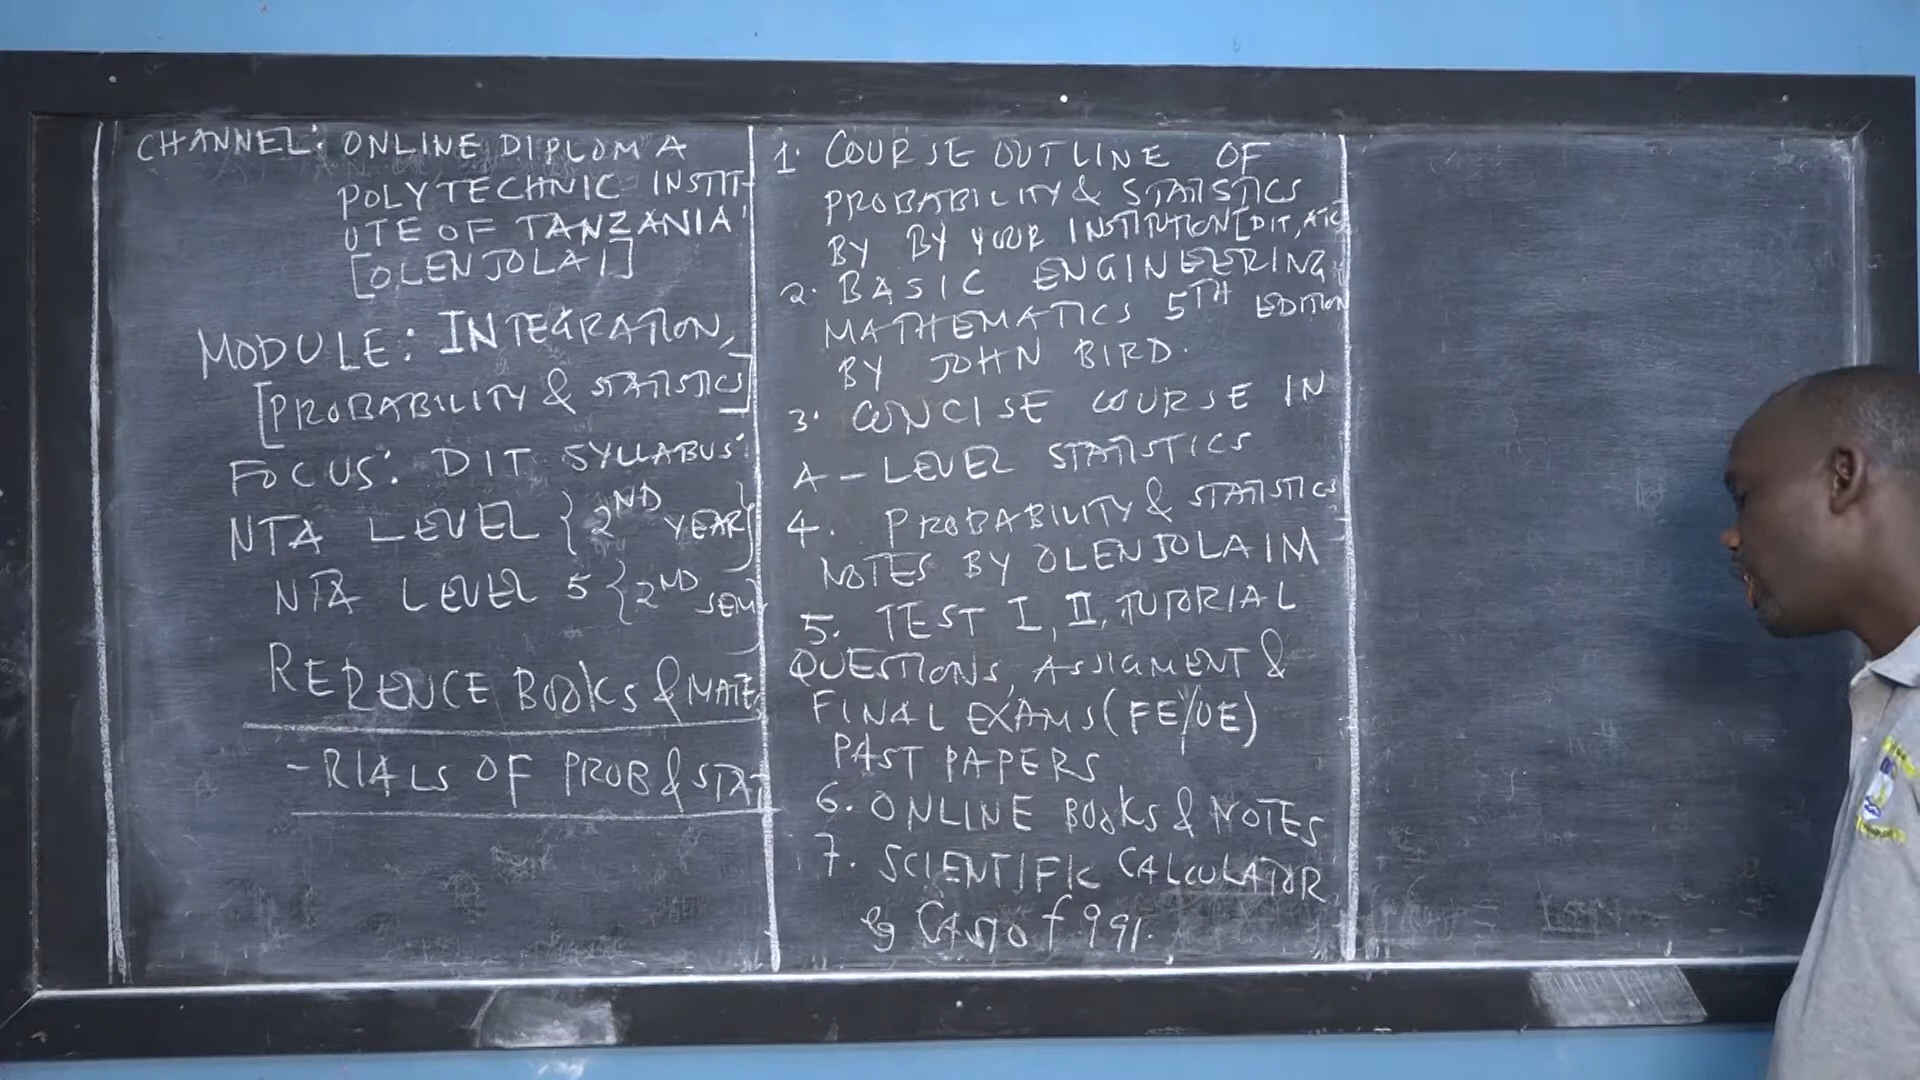 CHANNEL: ONLINE DIPLOMA
POLYTECHNIC INSTIT-
UTE OF TANZANIA
[OLENJOLAI]
MODULE: INTEGRATION,
[PROBABILITY & STATISTICS]
FOCUS: DIT SYLLABUS:
NTA LEVEL {2ND YEAR}
NTA LEVEL 5 {2ND SEM}
RERENCE BOOKS & MATE
-RIALS OF PROB & STAT
1. COURSE OUTLINE OF
PROBABILITY & STATISTICS
BY BY YOUR INSTITUTION [DIT, ATC
2. BASIC ENGINEERING
MATHEMATICS 5TH EDITION
BY JOHN BIRD.
3. CONCISE COURSE IN
A-LEVEL STATISTICS
4. PROBABILITY & STATISTICS
NOTES BY OLENJOLAIM
5. TEST I, II, TUTORIAL
QUESTIONS, ASSIGMENT &
FINAL EXAMS (FE/OE)
PAST PAPERS
6. ONLINE BOOKS & NOTES
7. SCIENTIFIC CALCULATOR
eg Casio f 991.